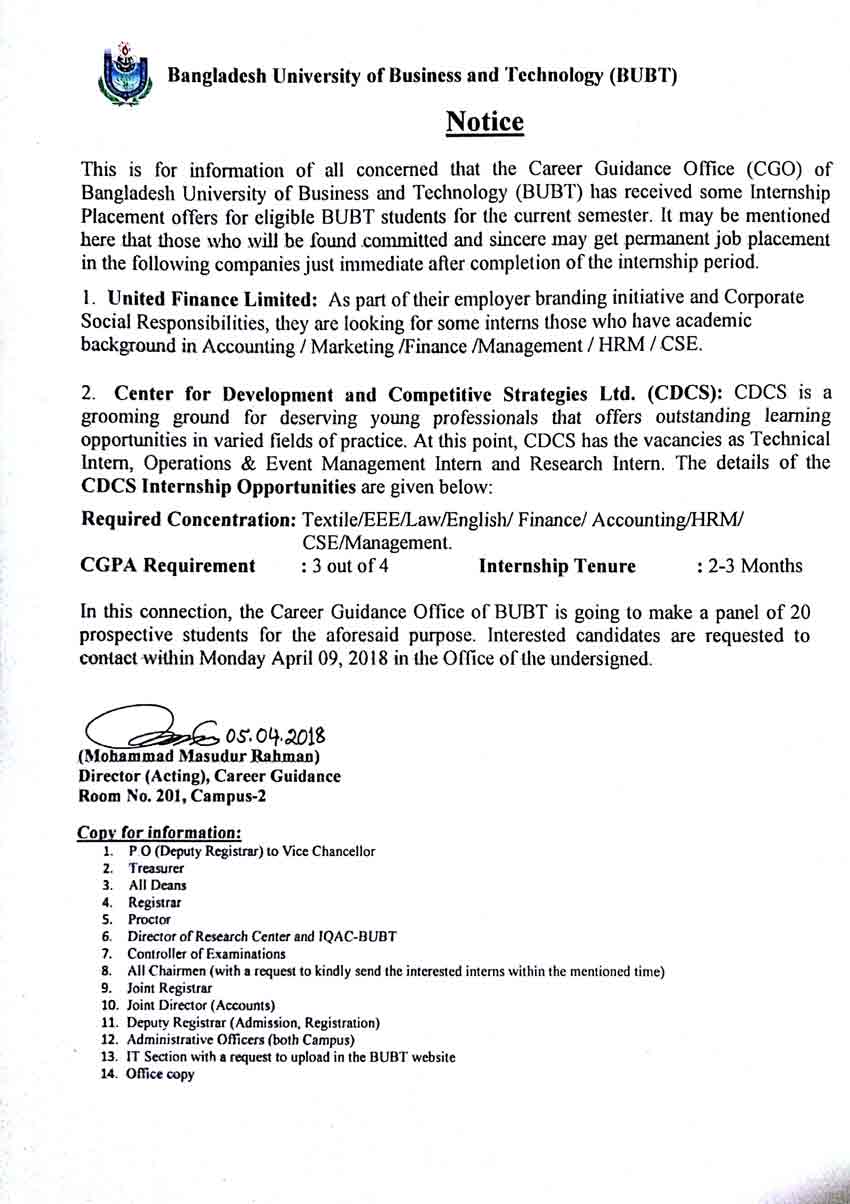 Bangladesh University of Business and Technology (BUBT)
Notice
This is for information of all concerned that the Career Guidance Office (CGO) of
Bangladesh University of Business and Technology (BUBT) has received some Internship
Placement offers for eligible BUBT students for the current semester. It may be mentioned
here that those who will be found committed and sincere may get permanent job placement
in the following companies just immediate after completion of the internship period.
1. United Finance Limited: As part of their employer branding initiative and Corporate
Social Responsibilities, they are looking for some interns those who have academic
background in Accounting / Marketing /Finance /Management / HRM / CSE.
2. Center for Development and Competitive Strategies Ltd. (CDCS): CDCS is a
grooming ground for deserving young professionals that offers outstanding learning
opportunities in varied fields of practice. At this point, CDCS has the vacancies as Technical
Intern, Operations & Event Management Intern and Research Intern. The details of the
CDCS Internship Opportunities are given below:
Required Concentration: Textile/EEE/Law/English/ Finance/ Accounting/HRM/
CSE/Management.
CGPA Requirement : 3 out of 4 Internship Tenure : 2-3 Months
In this connection, the Career Guidance Office of BUBT is going to make a panel of 20
prospective students for the aforesaid purpose. Interested candidates are requested to
contact within Monday April 09, 2018 in the Office of the undersigned.
05.04.2018
(Mohammad Masudur Rahman)
Director (Acting), Career Guidance
Room No. 201, Campus-2
Copy for information:
1. P.O (Deputy Registrar) to Vice Chancellor
2. Treasurer
3. All Deans
4. Registrar
5. Proctor
6. Director of Research Center and IQAC-BUBT
7. Controller of Examinations
8. All Chairmen (with a request to kindly send the interested interns within the mentioned time)
9. Joint Registrar
10. Joint Director (Accounts)
11. Deputy Registrar (Admission, Registration)
12. Administrative Officers (both Campus)
13. IT Section with a request to upload in the BUBT website
14. Office copy